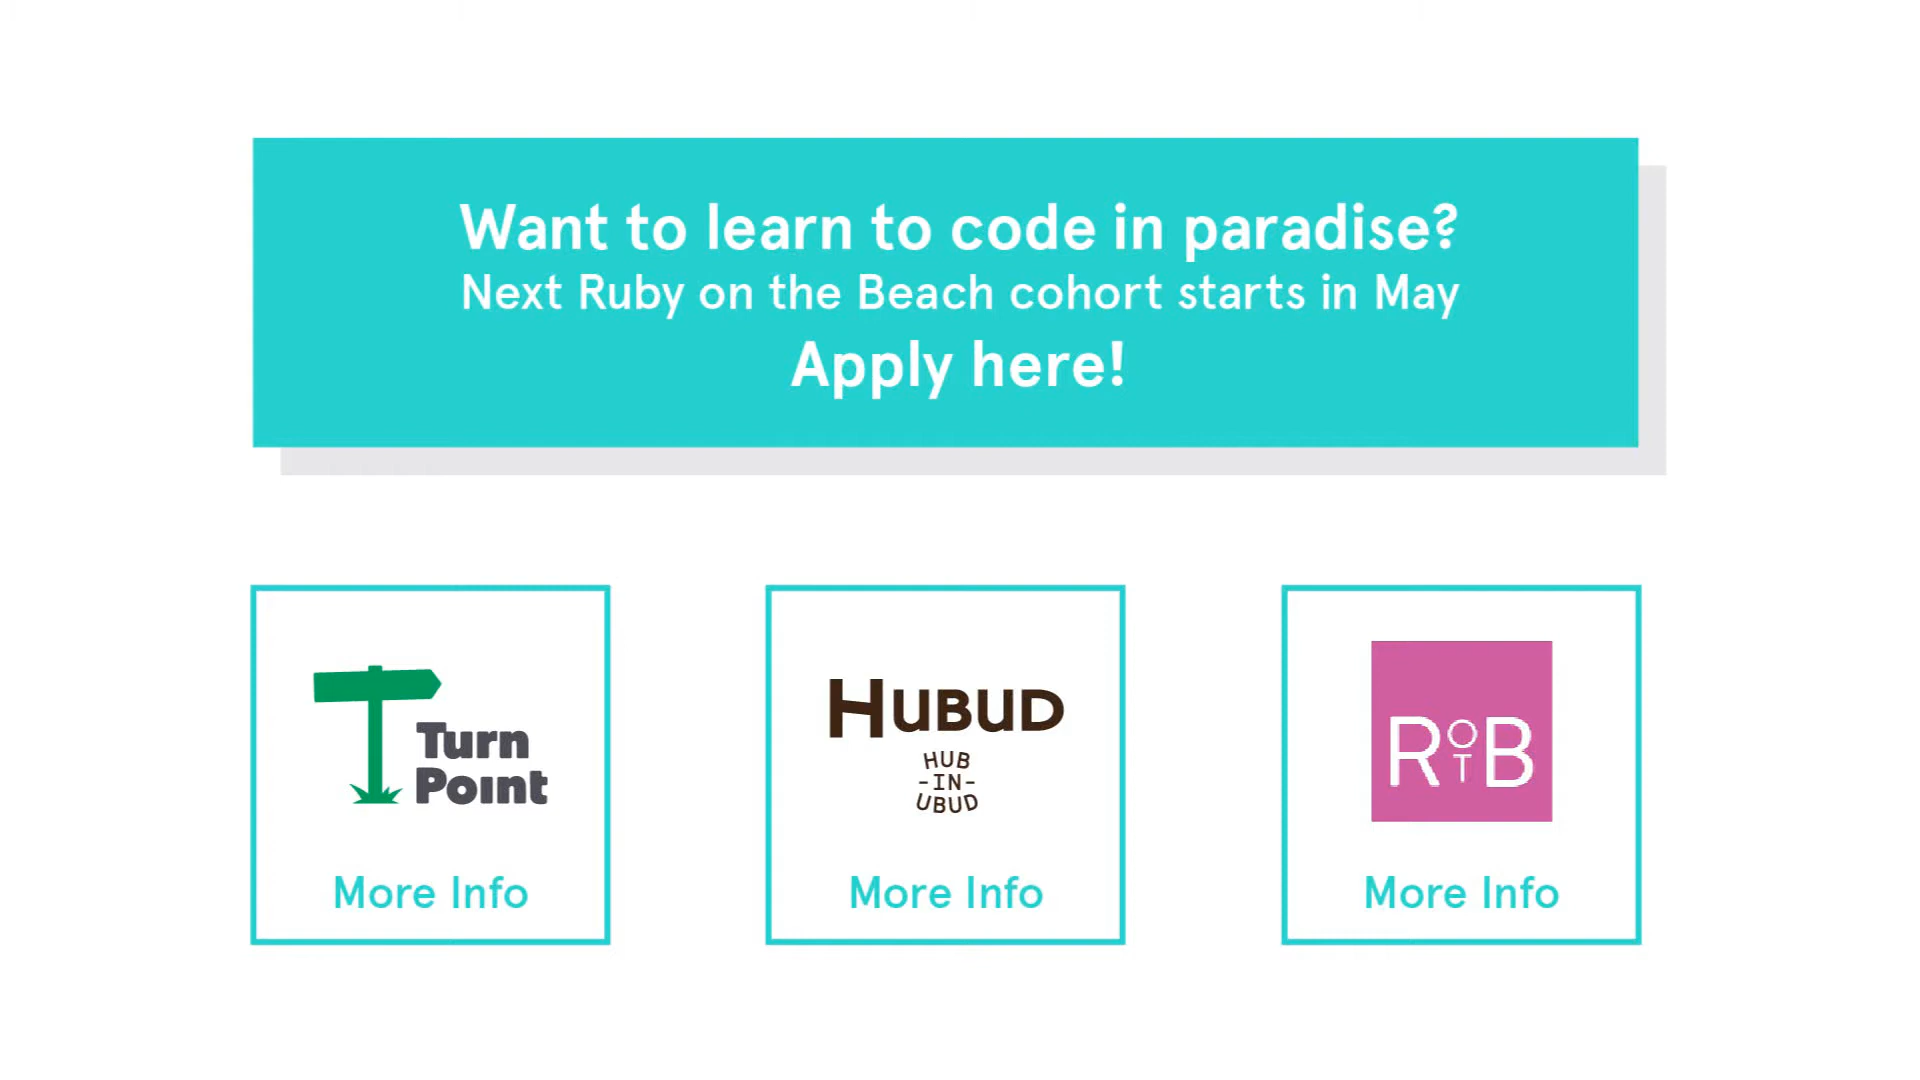 Want to learn to code in paradise?
Next Ruby on the Beach cohort starts in May
Apply here!
Turn
Point
More Info
HUBUD
HUB
-IN-
UBUD
More Info
ROTB
More Info